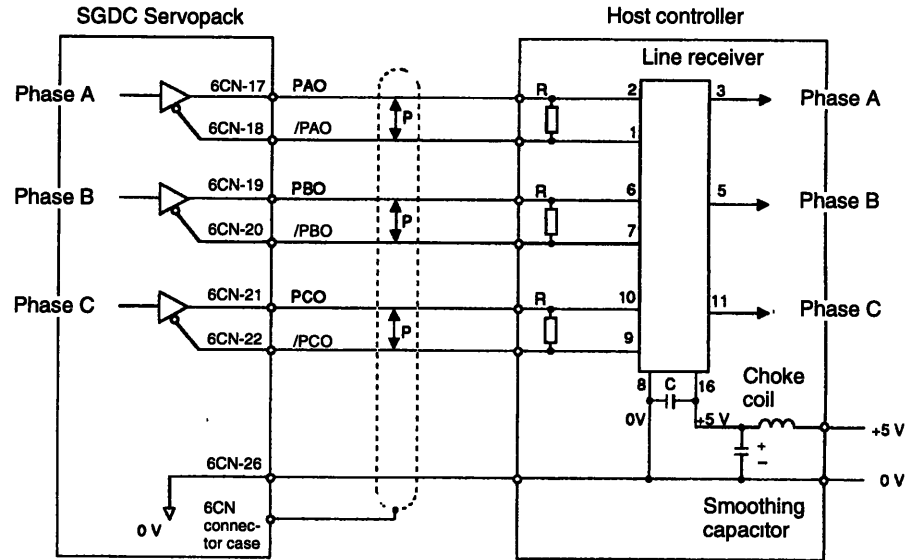 SGDC Servopack
Host controller
Line receiver
Phase A
6CN-17
PAO
6CN-18
/PAO
P
R
2
1
3
Phase A
Phase B
6CN-19
PBO
6CN-20
/PBO
P
R
6
7
5
Phase B
Phase C
6CN-21
PCO
6CN-22
/PCO
P
R
10
9
11
Phase C
8
C
16
0V
+5 V
Choke
coil
+5 V
+
−
6CN-26
0 V
0 V
6CN
connec-
tor case
Smoothing
capacitor